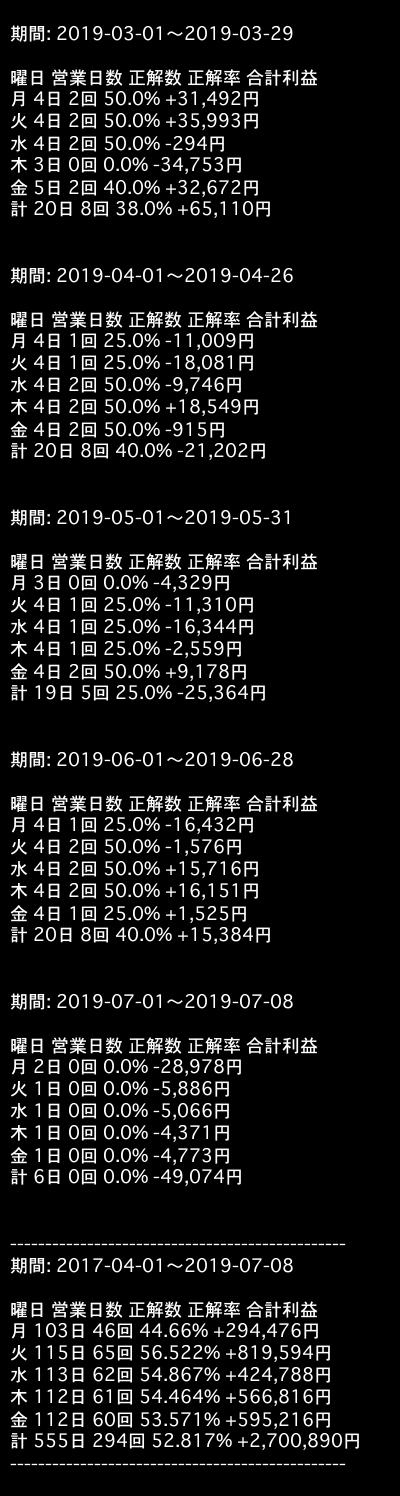 期間: 2019-03-01〜2019-03-29
曜日 営業日数 正解数 正解率 合計利益
月 4日 2回 50.0% +31,492円
火 4日 2回 50.0% +35,993円
水 4日 2回 50.0% -294円
木 3日 0回 0.0% -34,753円
金 5日 2回 40.0% +32,672円
計 20日 8回 38.0% +65,110円
期間: 2019-04-01〜2019-04-26
曜日 営業日数 正解数 正解率 合計利益
月 4日 1回 25.0% -11,009円
火 4日 1回 25.0% -18,081円
水 4日 2回 50.0% -9,746円
木 4日 2回 50.0% +18,549円
金 4日 2回 50.0% -915円
計 20日 8回 40.0% -21,202円
期間: 2019-05-01〜2019-05-31
曜日 営業日数 正解数 正解率 合計利益
月 3日 0回 0.0% -4,329円
火 4日 1回 25.0% -11,310円
水 4日 1回 25.0% -16,344円
木 4日 1回 25.0% -2,559円
金 4日 2回 50.0% +9,178円
計 19日 5回 25.0% -25,364円
期間: 2019-06-01〜2019-06-28
曜日 営業日数 正解数 正解率 合計利益
月 4日 1回 25.0% -16,432円
火 4日 2回 50.0% -1,576円
水 4日 2回 50.0% +15,716円
木 4日 2回 50.0% +16,151円
金 4日 1回 25.0% +1,525円
計 20日 8回 40.0% +15,384円
期間: 2019-07-01〜2019-07-08
曜日 営業日数 正解数 正解率 合計利益
月 2日 0回 0.0% -28,978円
火 1日 0回 0.0% -5,886円
水 1日 0回 0.0% -5,066円
木 1日 0回 0.0% -4,371円
金 1日 0回 0.0% -4,773円
計 6日 0回 0.0% -49,074円
------------------------------------------------
期間: 2017-04-01〜2019-07-08
曜日 営業日数 正解数 正解率 合計利益
月 103日 46回 44.66% +294,476円
火 115日 65回 56.522% +819,594円
水 113日 62回 54.867% +424,788円
木 112日 61回 54.464% +566,816円
金 112日 60回 53.571% +595,216円
計 555日 294回 52.817% +2,700,890円
------------------------------------------------